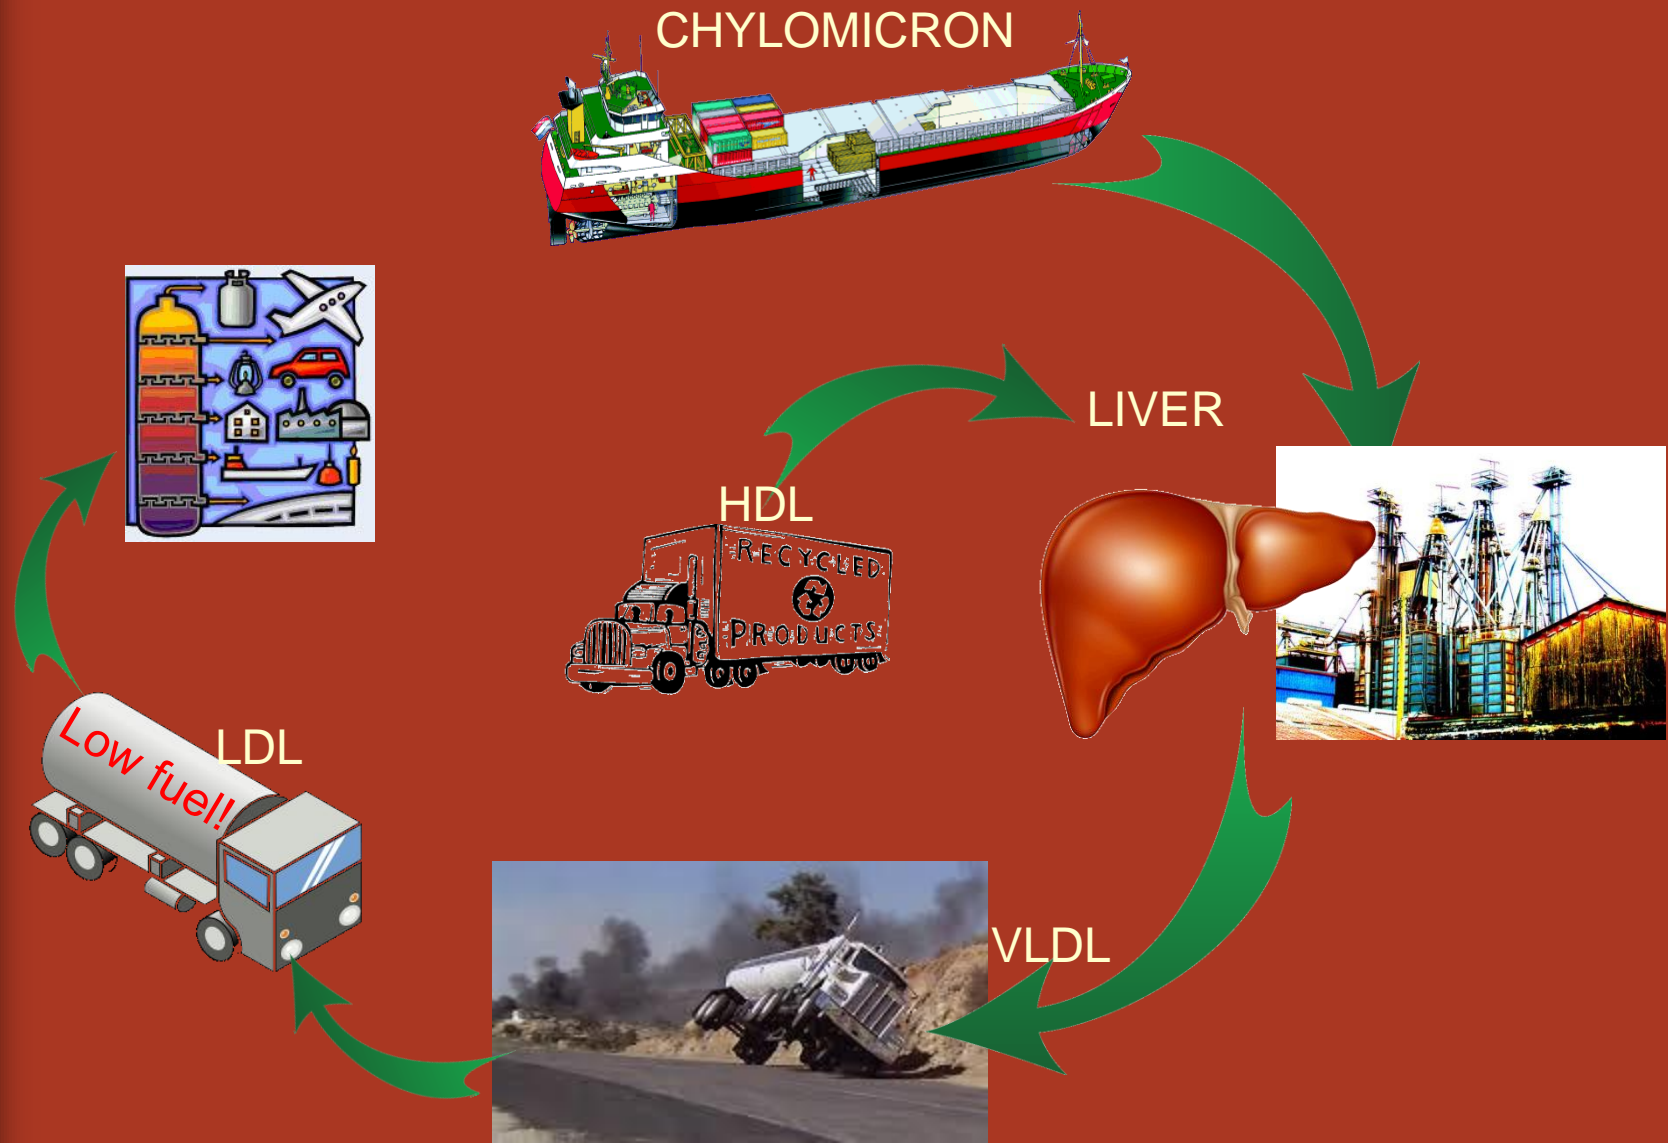 CHYLOMICRON
LIVER
HDL
RECYCLED
PRODUCTS
LDL
Low fuel!
VLDL